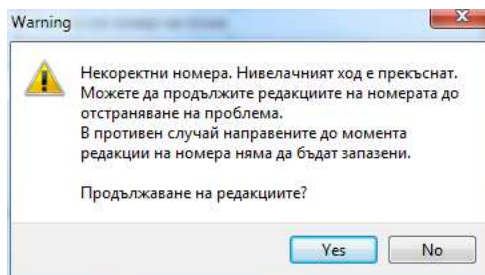 Warning
Некоректни номера. Нивелачният ход е прекъснат.
Можете да продължите редакциите на номерата до
отстраняване на проблема.
В противен случай направените до момента
редакции на номера няма да бъдат запазени.
Продължаване на редакциите?
Yes
No